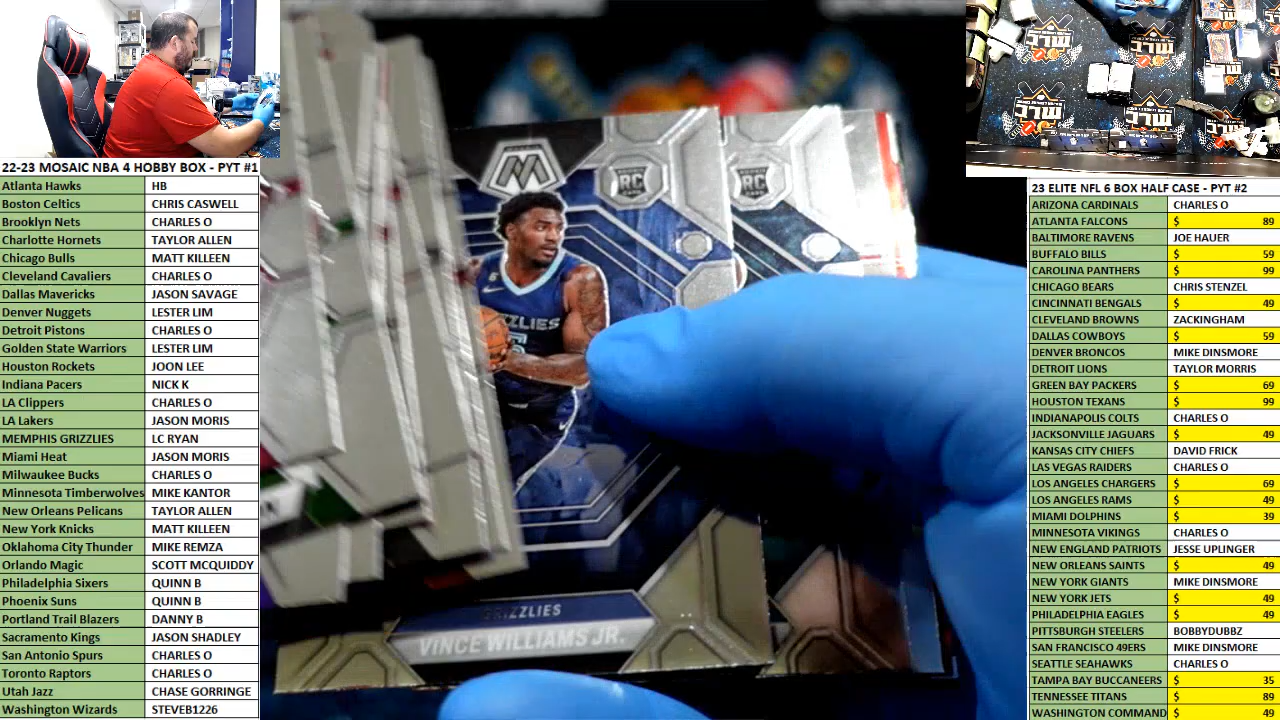 22-23 MOSAIC NBA 4 HOBBY BOX - PYT #1
Atlanta Hawks HB
Boston Celtics CHRIS CASWELL
Brooklyn Nets CHARLES O
Charlotte Hornets TAYLOR ALLEN
Chicago Bulls MATT KILLEEN
Cleveland Cavaliers CHARLES O
Dallas Mavericks JASON SAVAGE
Denver Nuggets LESTER LIM
Detroit Pistons CHARLES O
Golden State Warriors LESTER LIM
Houston Rockets JOON LEE
Indiana Pacers NICK K
LA Clippers CHARLES O
LA Lakers JASON MORIS
MEMPHIS GRIZZLIES LC RYAN
Miami Heat JASON MORIS
Milwaukee Bucks CHARLES O
Minnesota Timberwolves MIKE KANTOR
New Orleans Pelicans TAYLOR ALLEN
New York Knicks MATT KILLEEN
Oklahoma City Thunder MIKE REMZA
Orlando Magic SCOTT MCQUIDDY
Philadelphia Sixers QUINN B
Phoenix Suns QUINN B
Portland Trail Blazers DANNY B
Sacramento Kings JASON SHADLEY
San Antonio Spurs CHARLES O
Toronto Raptors CHARLES O
Utah Jazz CHASE GORRINGE
Washington Wizards STEVEB1226
RC
RC
GRIZZLIES
VINCE WILLIAMS JR.
23 ELITE NFL 6 BOX HALF CASE - PYT #2
ARIZONA CARDINALS CHARLES O
ATLANTA FALCONS $ 89
BALTIMORE RAVENS JOE HAUER
BUFFALO BILLS $ 59
CAROLINA PANTHERS $ 99
CHICAGO BEARS CHRIS STENZEL
CINCINNATI BENGALS $ 49
CLEVELAND BROWNS ZACKINGHAM
DALLAS COWBOYS $ 59
DENVER BRONCOS MIKE DINSMORE
DETROIT LIONS TAYLOR MORRIS
GREEN BAY PACKERS $ 69
HOUSTON TEXANS $ 99
INDIANAPOLIS COLTS CHARLES O
JACKSONVILLE JAGUARS $ 49
KANSAS CITY CHIEFS DAVID FRICK
LAS VEGAS RAIDERS CHARLES O
LOS ANGELES CHARGERS $ 69
LOS ANGELES RAMS $ 49
MIAMI DOLPHINS $ 39
MINNESOTA VIKINGS CHARLES O
NEW ENGLAND PATRIOTS JESSE UPLINGER
NEW ORLEANS SAINTS $ 49
NEW YORK GIANTS MIKE DINSMORE
NEW YORK JETS $ 49
PHILADELPHIA EAGLES $ 49
PITTSBURGH STEELERS BOBBYDUBBZ
SAN FRANCISCO 49ERS MIKE DINSMORE
SEATTLE SEAHAWKS CHARLES O
TAMPA BAY BUCCANEERS $ 35
TENNESSEE TITANS $ 89
WASHINGTON COMMAND $ 49